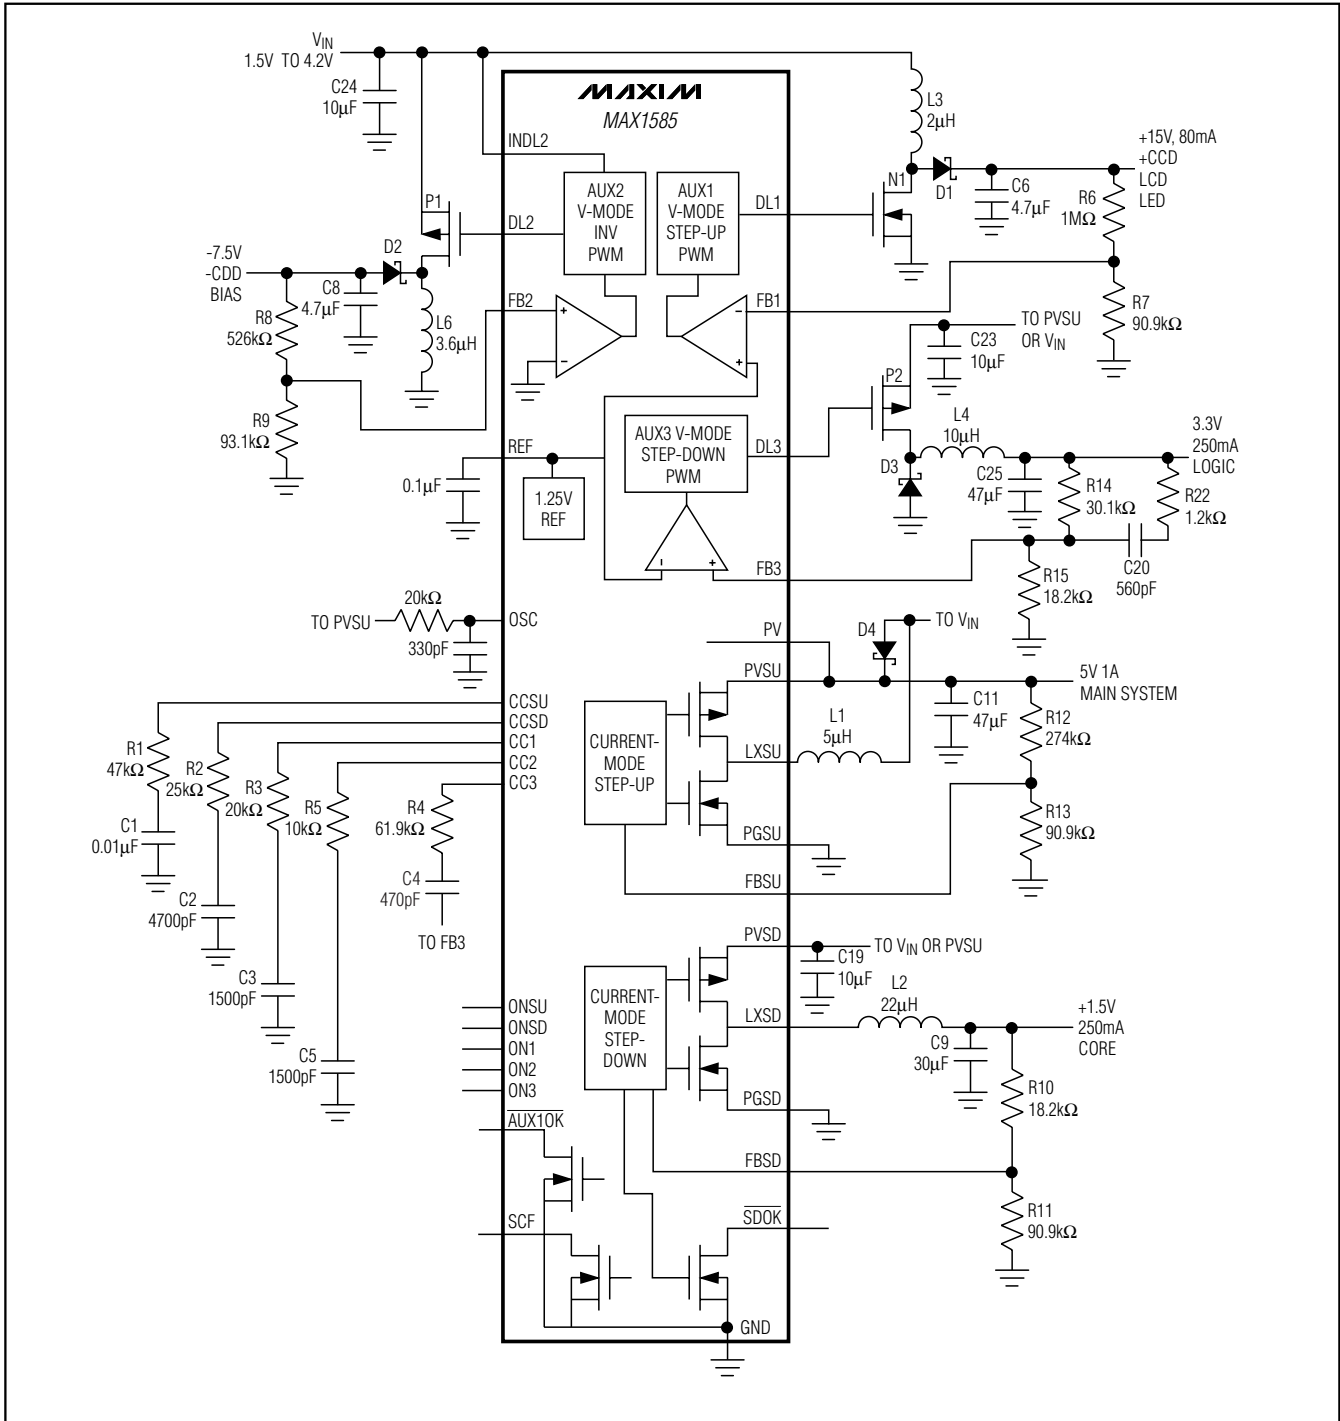 VIN
1.5V TO 4.2V
C24
10µF
MAXIM
MAX1585
L3
2µH
+15V, 80mA
+CCD
LCD
LED
INDL2
AUX2
V-MODE
INV
PWM
AUX1
V-MODE
STEP-UP
PWM
DL1
N1
D1
C6
4.7µF
R6
1MΩ
P1
DL2
-7.5V
-CDD
BIAS
D2
C8
4.7µF
L6
3.6µH
R8
526kΩ
FB2
+
–
FB1
–
+
R7
90.9kΩ
TO PVSU
OR VIN
C23
10µF
P2
R9
93.1kΩ
REF
0.1µF
1.25V
REF
AUX3 V-MODE
STEP-DOWN
PWM
DL3
L4
10µH
3.3V
250mA
LOGIC
D3
C25
47µF
R14
30.1kΩ
R22
1.2kΩ
–
+
FB3
C20
560pF
R15
18.2kΩ
20kΩ
TO PVSU
OSC
330pF
PV
D4
TO VIN
PVSU
5V 1A
MAIN SYSTEM
C11
47µF
R12
274kΩ
CCSU
CCSD
CC1
CC2
CC3
R1
47kΩ
R2
25kΩ
R3
20kΩ
R5
10kΩ
R4
61.9kΩ
CURRENT-
MODE
STEP-UP
LXSU
L1
5µH
R13
90.9kΩ
PGSU
C1
0.01µF
C4
470pF
TO FB3
FBSU
C2
4700pF
PVSD
TO VIN OR PVSU
C19
10µF
C3
1500pF
CURRENT-
MODE
STEP-
DOWN
LXSD
L2
22µH
+1.5V
250mA
CORE
C9
30µF
ONSU
ONSD
ON1
ON2
ON3
C5
1500pF
R10
18.2kΩ
PGSD
AUX1OK
FBSD
R11
90.9kΩ
SCF
SDOK
GND